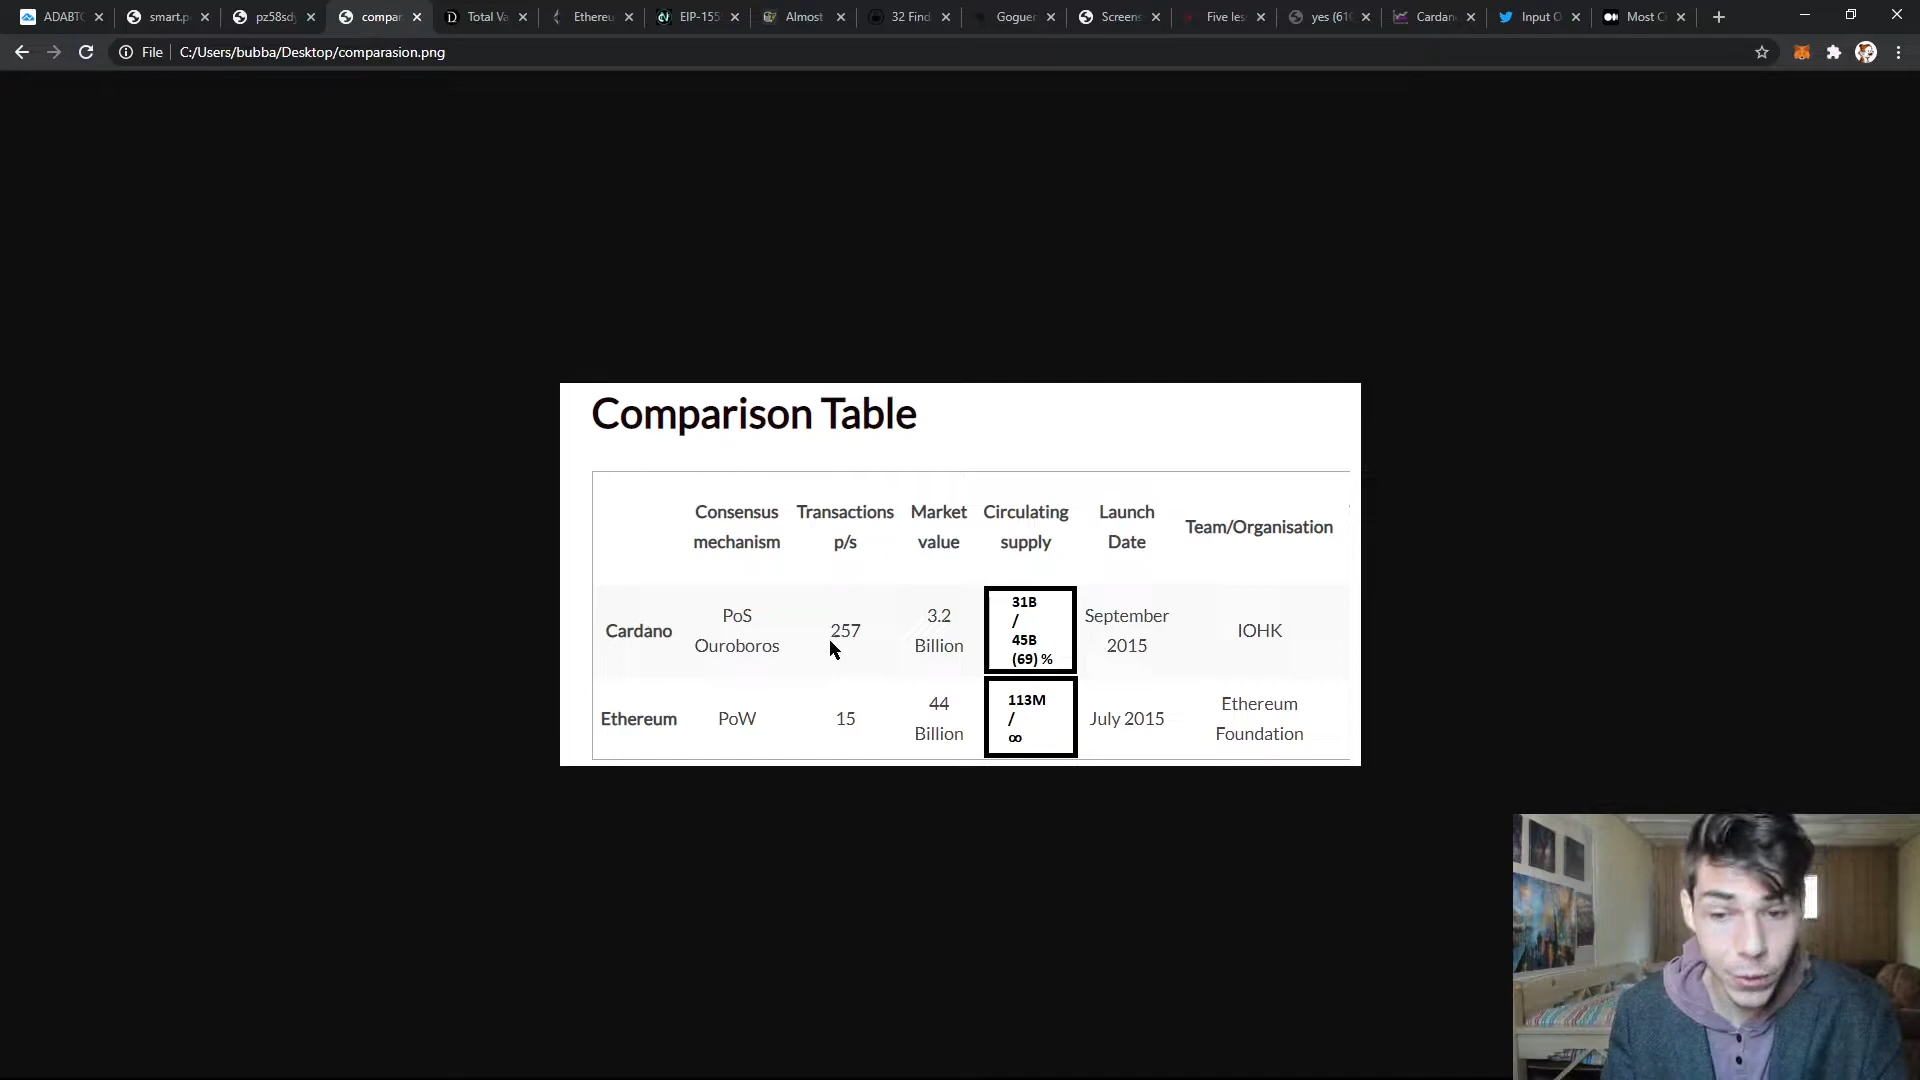 ADABTC
smart.p
pz58sdy
compar
Total Va
Ethereu
EIP-155
Almost
32 Find
Goguen
Screens
Five les
yes (610
Cardan
Input O
Most C
File
C:/Users/bubba/Desktop/comparasion.png
Comparison Table
Consensus mechanism
Transactions p/s
Market value
Circulating supply
Launch Date
Team/Organisation
Cardano
PoS Ouroboros
257
3.2 Billion
31B
/
45B
(69) %
September 2015
IOHK
Ethereum
PoW
15
44 Billion
113M
/
∞
July 2015
Ethereum Foundation